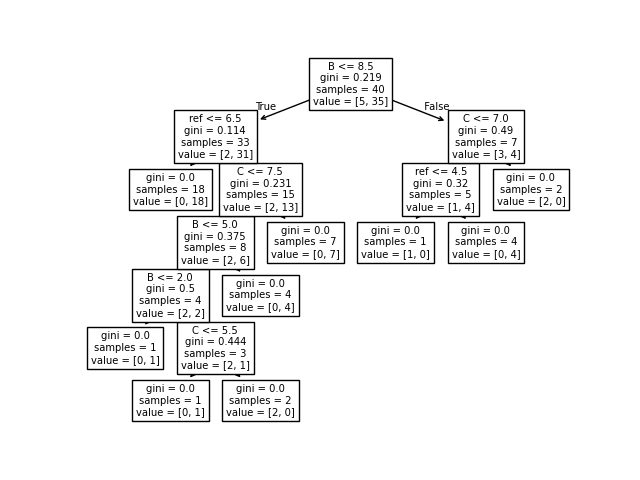 B <= 8.5
gini = 0.219
samples = 40
value = [5, 35]
True
False
ref <= 6.5
gini = 0.114
samples = 33
value = [2, 31]
C <= 7.0
gini = 0.49
samples = 7
value = [3, 4]
gini = 0.0
samples = 18
value = [0, 18]
C <= 7.5
gini = 0.231
samples = 15
value = [2, 13]
ref <= 4.5
gini = 0.32
samples = 5
value = [1, 4]
gini = 0.0
samples = 2
value = [2, 0]
B <= 5.0
gini = 0.375
samples = 8
value = [2, 6]
gini = 0.0
samples = 7
value = [0, 7]
gini = 0.0
samples = 1
value = [1, 0]
gini = 0.0
samples = 4
value = [0, 4]
B <= 2.0
gini = 0.5
samples = 4
value = [2, 2]
gini = 0.0
samples = 4
value = [0, 4]
gini = 0.0
samples = 1
value = [0, 1]
C <= 5.5
gini = 0.444
samples = 3
value = [2, 1]
gini = 0.0
samples = 1
value = [0, 1]
gini = 0.0
samples = 2
value = [2, 0]